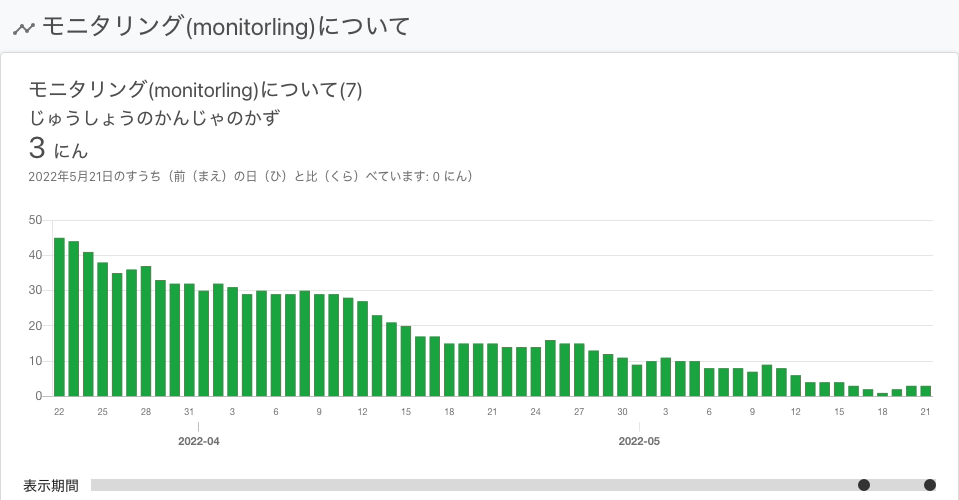 モニタリング(monitorling)について
モニタリング(monitorling)について(7)
じゅうしょうのかんじゃのかず
3 にん
2022年5月21日のすうち（前（まえ）の日（ひ）と比（くら）べています: 0 にん）
50
40
30
20
10
0
22 25 28 31 3 6 9 12 15 18 21 24 27 30 3 6 9 12 15 18 21
2022-04 2022-05
表示期間